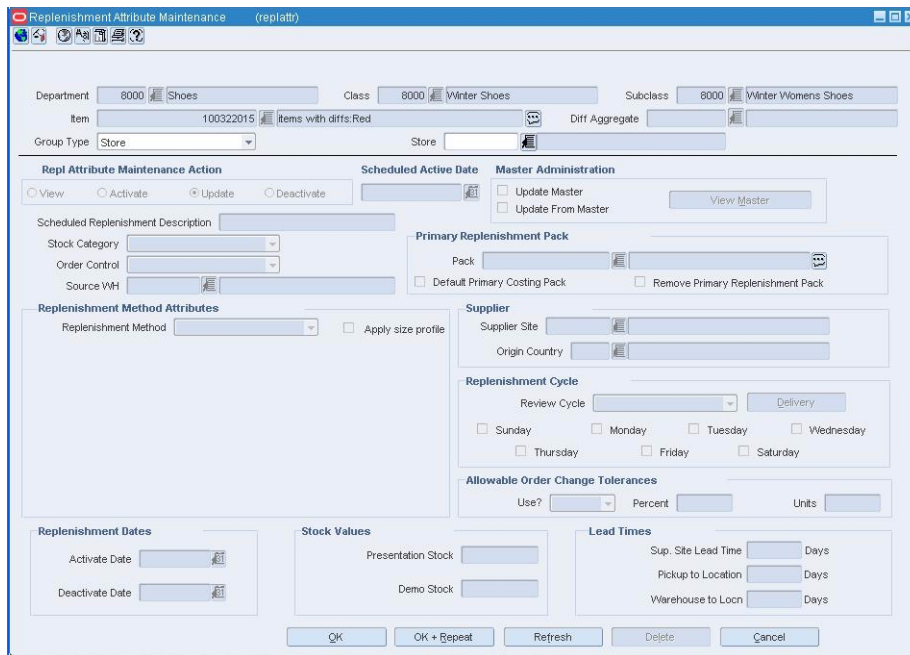 Replenishment Attribute Maintenance (replattr)
Department 8000 Shoes Class 8000 Winter Shoes Subclass 8000 Winter Womens Shoes
Item 100322015 items with diffs:Red Diff Aggregate
Group Type Store Store
Repl Attribute Maintenance Action Scheduled Active Date Master Administration
View Activate Update Deactivate Update Master View Master
Update From Master
Scheduled Replenishment Description
Stock Category Primary Replenishment Pack
Order Control Pack
Source WH Default Primary Costing Pack Remove Primary Replenishment Pack
Replenishment Method Attributes Supplier
Replenishment Method Apply size profile Supplier Site
Origin Country
Replenishment Cycle
Review Cycle Delivery
Sunday Monday Tuesday Wednesday
Thursday Friday Saturday
Allowable Order Change Tolerances
Use? Percent Units
Replenishment Dates Stock Values Lead Times
Activate Date Presentation Stock Sup. Site Lead Time Days
Pickup to Location Days
Deactivate Date Demo Stock Warehouse to Locn Days
OK OK + Repeat Refresh Delete Cancel